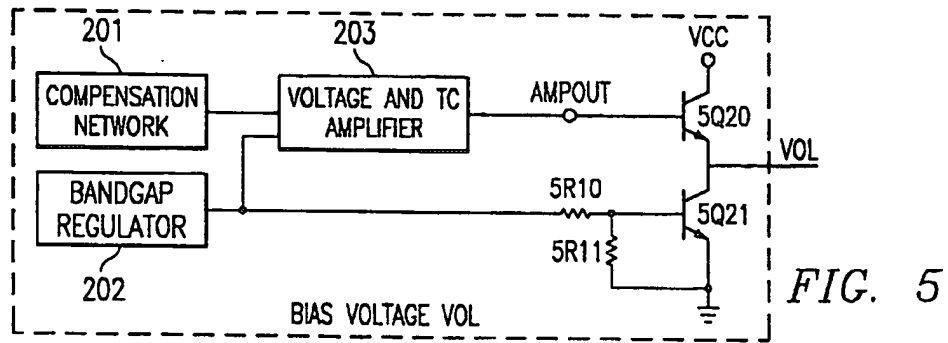 201
203
VCC
COMPENSATION
NETWORK
VOLTAGE AND TC
AMPLIFIER
AMPOUT
5Q20
VOL
BANDGAP
REGULATOR
5R10
5Q21
5R11
202
BIAS VOLTAGE VOL
FIG. 5